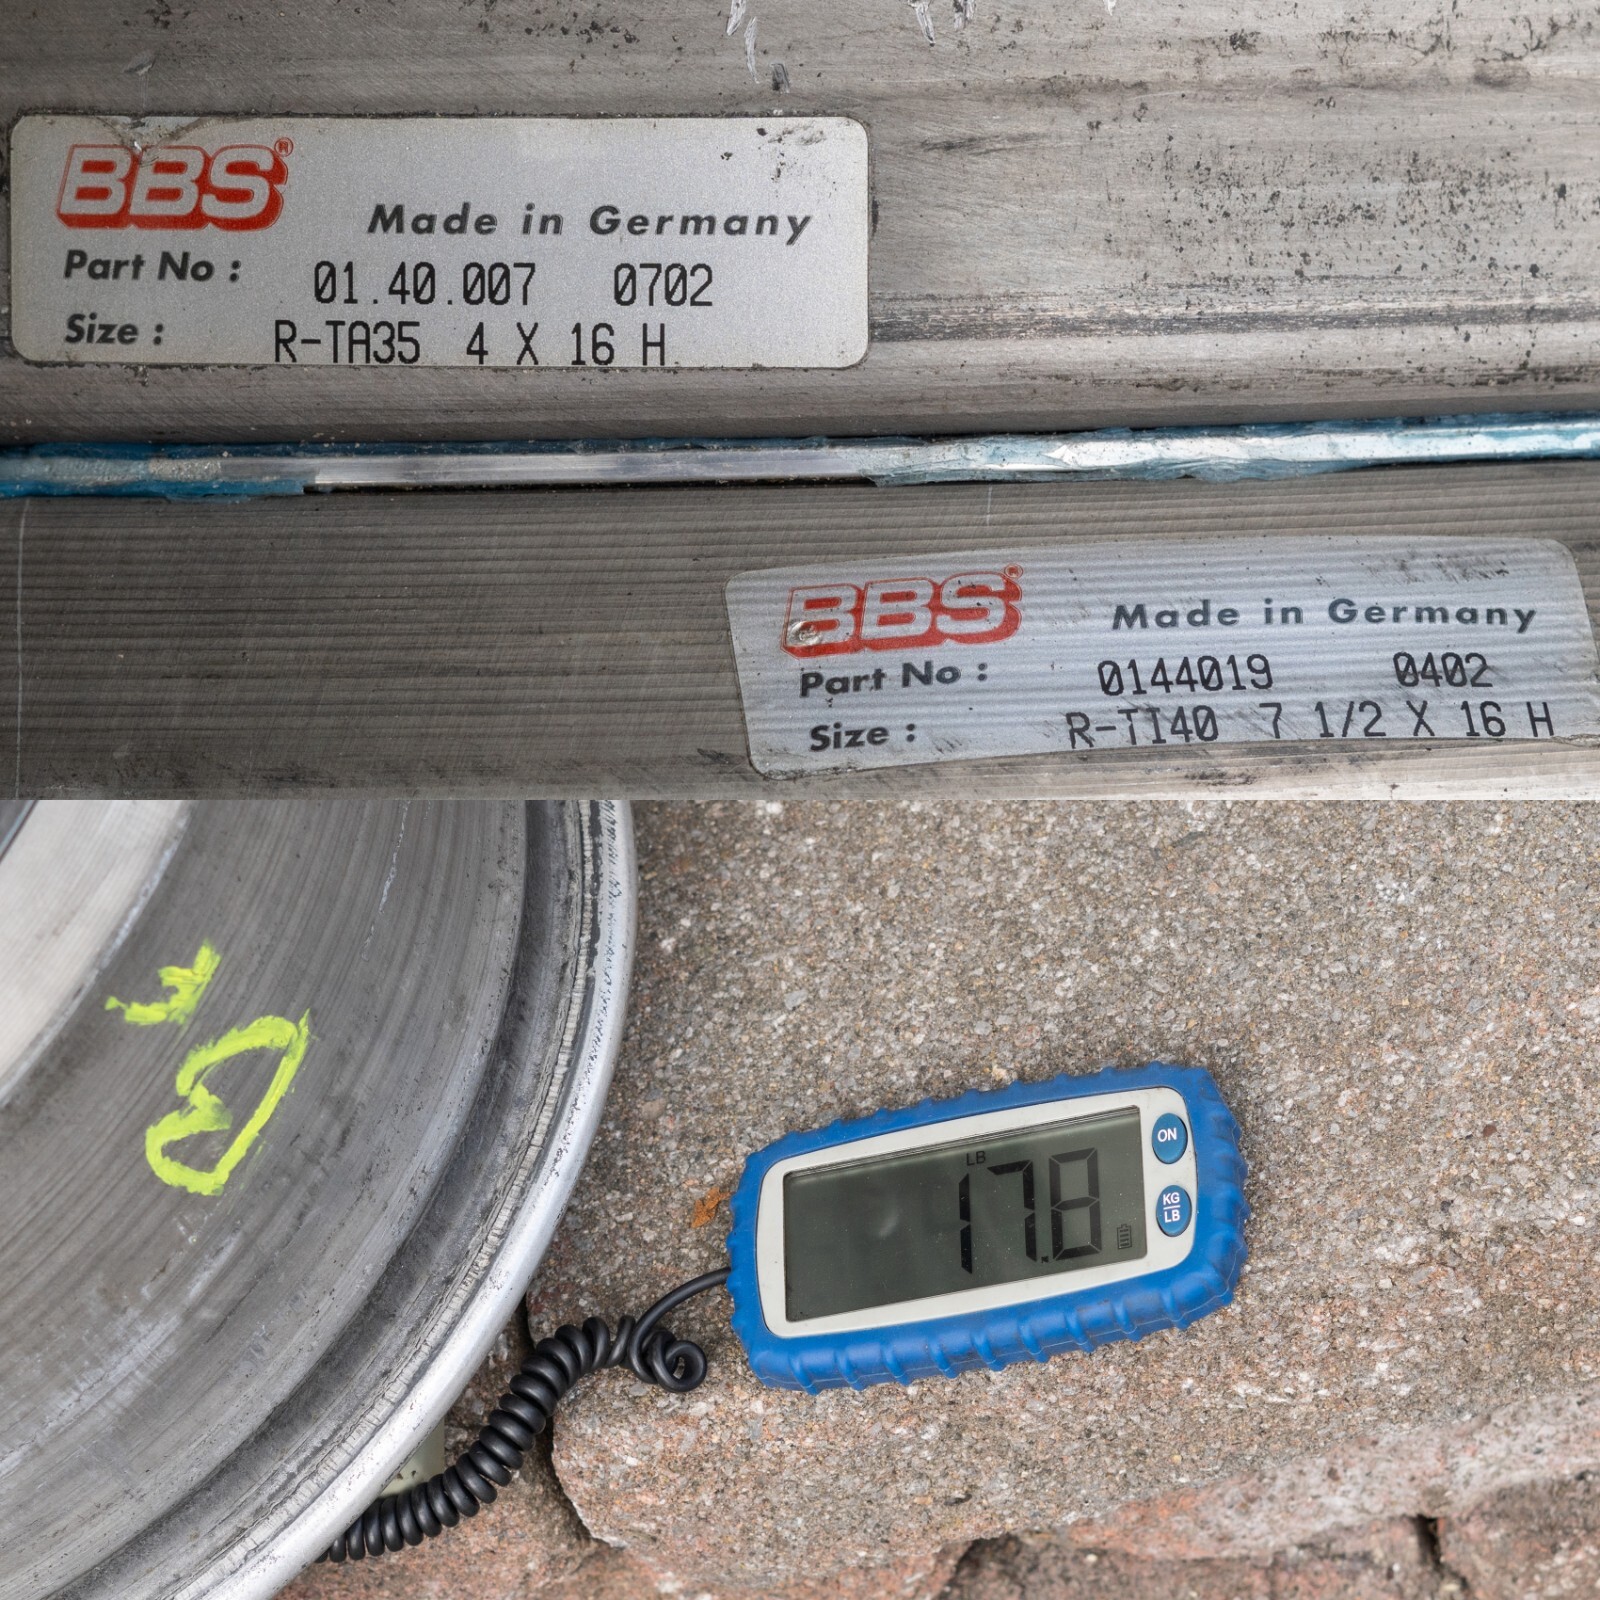 BBS®
Made in Germany
Part No : 01.40.007 0702
Size : R-TA35 4 X 16 H
BBS®
Made in Germany
Part No : 0144019 0402
Size : R-TI40 7 1/2 X 16 H
B
LB
17.8
ON
KG
LB